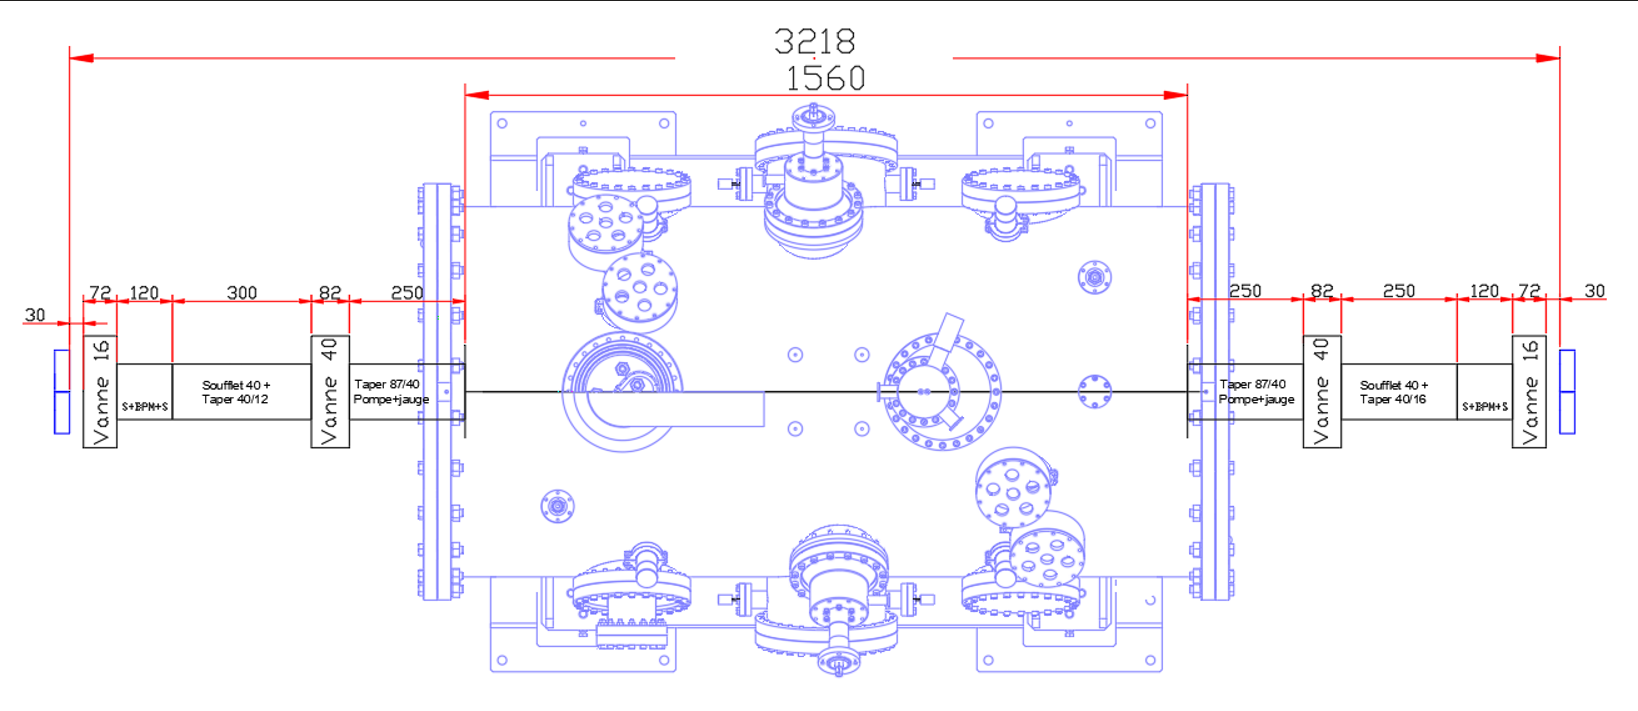 3218
1560
72 120 300 82 250
250 82 250 120 72 30
30
Vanne 16
S+BPM+S
Soufflet 40 +
Taper 40/12
Vanne 40
Taper 87/40
Pompe+jauge
Taper 87/40
Pompe+jauge
Vanne 40
Soufflet 40 +
Taper 40/16
S+BPM+S
Vanne 16